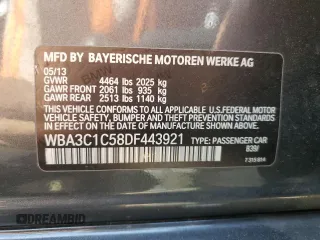 MFD BY BAYERISCHE MOTOREN WERKE AG
05/13
GVWR 4464 lbs 2025 kg
GAWR FRONT 2061 lbs 935 kg
GAWR REAR 2513 lbs 1140 kg
THIS VEHICLE CONFORMS TO ALL
APPLICABLE U.S. FEDERAL MOTOR VEHICLE SAFETY,
BUMPER, AND THEFT PREVENTION STANDARDS IN
EFFECT ON THE DATE OF MANUFACTURE SHOWN ABOVE.
WBA3C1C58DF443921 TYPE: PASSENGER CAR